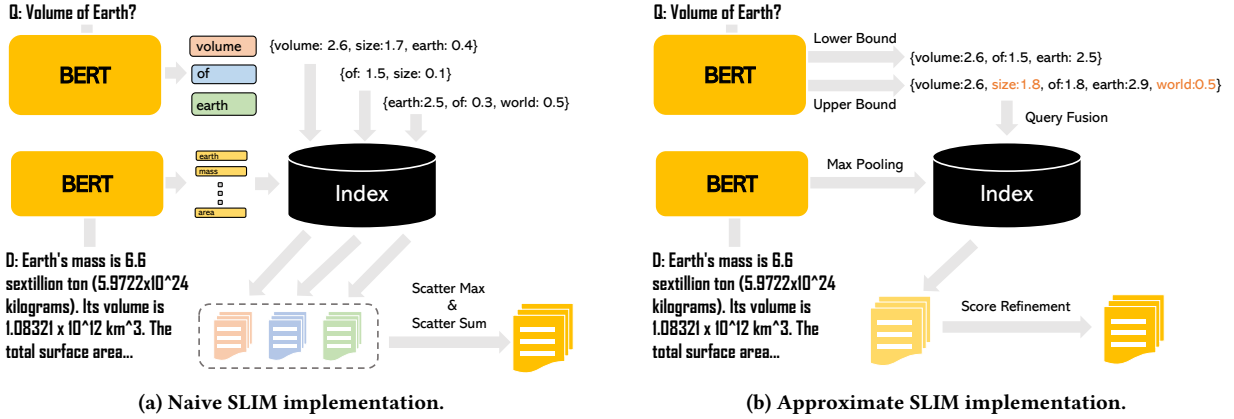 Q: Volume of Earth?
BERT
volume
of
earth
{volume: 2.6, size:1.7, earth: 0.4}
{of: 1.5, size: 0.1}
{earth:2.5, of: 0.3, world: 0.5}
BERT
earth
mass
area
Index
D: Earth's mass is 6.6
sextillion ton (5.9722x10^24
kilograms). Its volume is
1.08321 x 10^12 km^3. The
total surface area...
Scatter Max
&
Scatter Sum
(a) Naive SLIM implementation.
Q: Volume of Earth?
BERT
Lower Bound
Upper Bound
{volume:2.6, of:1.5, earth: 2.5}
{volume:2.6, size:1.8, of:1.8, earth:2.9, world:0.5}
Query Fusion
BERT
Max Pooling
Index
D: Earth's mass is 6.6
sextillion ton (5.9722x10^24
kilograms). Its volume is
1.08321 x 10^12 km^3. The
total surface area...
Score Refinement
(b) Approximate SLIM implementation.